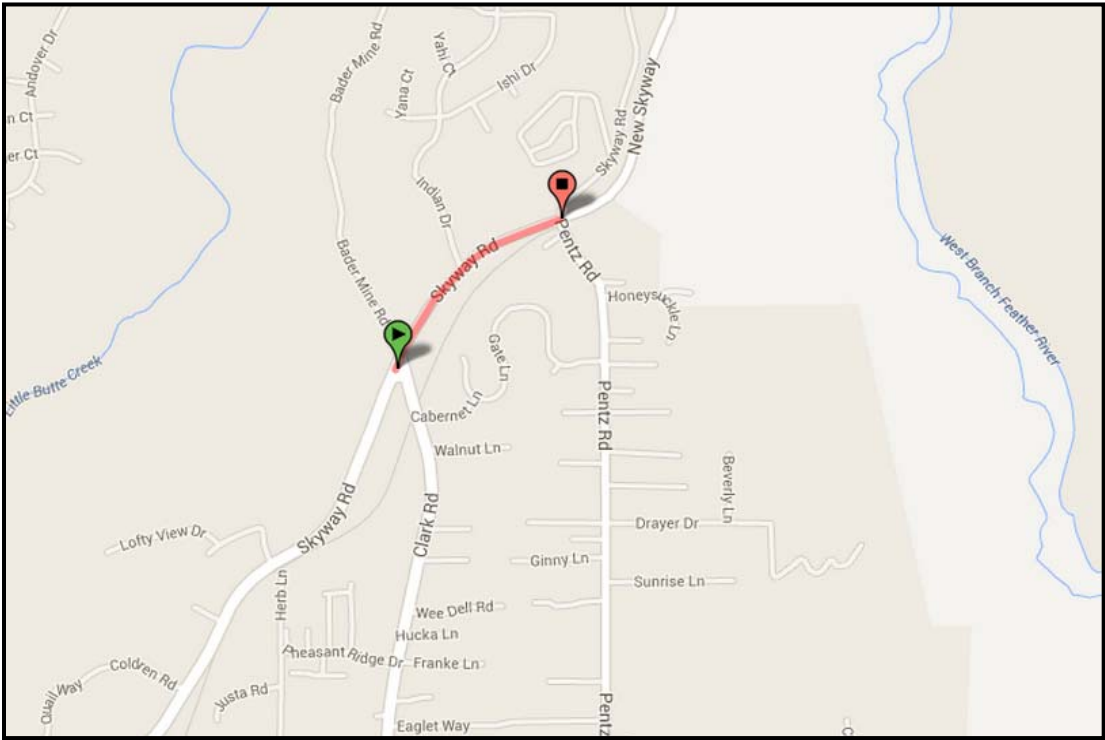 Andover Dr
Bader Mine Rd
Yahi Ct
Yana Ct
Ishi Dr
New Skyway
Skyway Rd
n Ct
er Ct
Indian Dr
Pentz Rd
Skyway Rd
Bader Mine Rd
Honeysuckle Ln
West Branch Feather River
Little Butte Creek
Gate Ln
Cabernet Ln
Pentz Rd
Walnut Ln
Beverly Ln
Skyway Rd
Clark Rd
Drayer Dr
Lofty View Dr
Ginny Ln
Sunrise Ln
Herb Ln
Wee Dell Rd
Hucka Ln
Pheasant Ridge Dr
Franke Ln
Coldren Rd
Quail Way
Justa Rd
Pentz
Eaglet Way
C